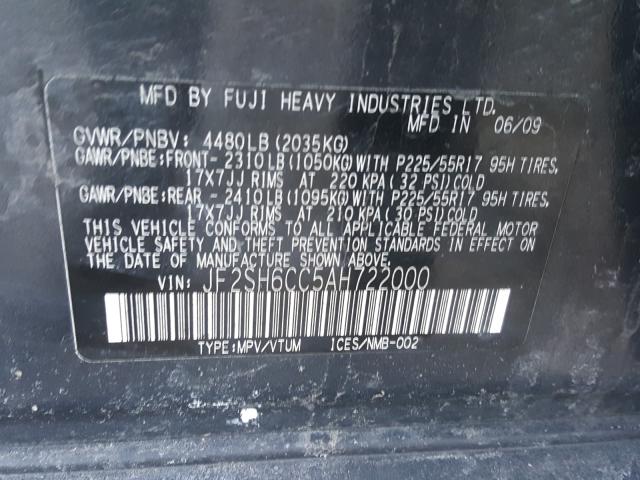 MFD BY FUJI HEAVY INDUSTRIES LTD.
MFD IN 06/09
GVWR/PNBV: 4480LB(2035KG)
GAWR/PNBE:FRONT-2310LB(1050KG)WITH P225/55R17 95H TIRES,
17X7JJ RIMS AT 220 KPA(32 PSI)COLD
GAWR/PNBE:REAR -2410LB(1095KG)WITH P225/55R17 95H TIRES,
17X7JJ RIMS AT 210 KPA(30 PSI)COLD
THIS VEHICLE CONFORMS TO ALL APPLICABLE FEDERAL MOTOR
VEHICLE SAFETY AND THEFT PREVENTION STANDARDS IN EFFECT
ON THE DATE OF MANUFACTURE SHOWN ABOVE.
VIN: JF2SH6CC5AH722000
TYPE:MPV/VTUM ICES/NMB-002